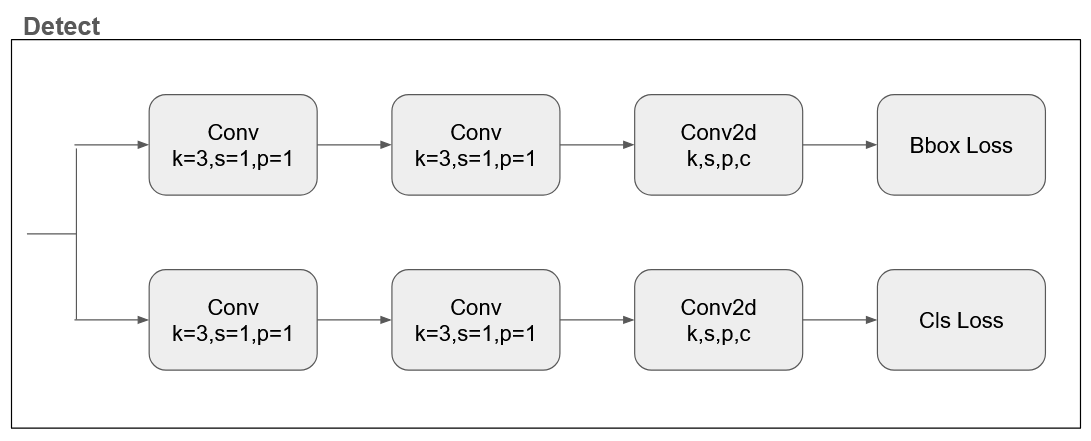 Detect
Conv
k=3,s=1,p=1
Conv
k=3,s=1,p=1
Conv2d
k,s,p,c
Bbox Loss
Conv
k=3,s=1,p=1
Conv
k=3,s=1,p=1
Conv2d
k,s,p,c
Cls Loss